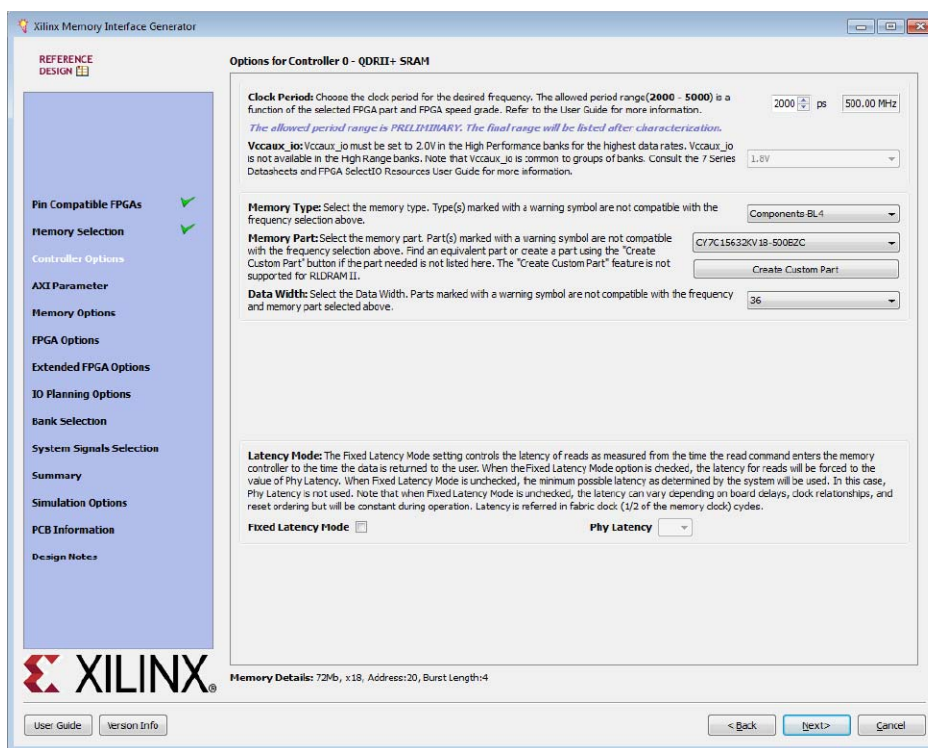 Xilinx Memory Interface Generator
REFERENCE
DESIGN
Pin Compatible FPGAs
Memory Selection
Controller Options
AXI Parameter
Memory Options
FPGA Options
Extended FPGA Options
IO Planning Options
Bank Selection
System Signals Selection
Summary
Simulation Options
PCB Information
Design Notes
XILINX®
User Guide
Version Info
Options for Controller 0 - QDRII+ SRAM
Clock Period: Choose the clock period for the desired frequency. The allowed period range(2000 - 5000) is a
function of the selected FPGA part and FPGA speed grade. Refer to the User Guide for more information.
2000 ps 500.00 MHz
The allowed period range is PRELIMINARY. The final range will be listed after characterization.
Vccaux_io: Vccaux_io must be set to 2.0V in the High Performance banks for the highest data rates. Vccaux_io
is not available in the High Range banks. Note that Vccaux_io is common to groups of banks. Consult the 7 Series
Datasheets and FPGA SelectIO Resources User Guide for more information.
1.8V
Memory Type: Select the memory type. Type(s) marked with a warning symbol are not compatible with the
frequency selection above.
Components-BL4
Memory Part: Select the memory part. Part(s) marked with a warning symbol are not compatible
with the frequency selection above. Find an equivalent part or create a part using the "Create
Custom Part" button if the part needed is not listed here. The "Create Custom Part" feature is not
supported for RLDRAM II.
CY7C15632KV18-500BZC
Create Custom Part
Data Width: Select the Data Width. Parts marked with a warning symbol are not compatible with the frequency
and memory part selected above.
36
Latency Mode: The Fixed Latency Mode setting controls the latency of reads as measured from the time the read command enters the memory
controller to the time the data is returned to the user. When the Fixed Latency Mode option is checked, the latency for reads will be forced to the
value of Phy Latency. When Fixed Latency Mode is unchecked, the minimum possible latency as determined by the system will be used. In this case,
Phy Latency is not used. Note that when Fixed Latency Mode is unchecked, the latency can vary depending on board delays, clock relationships, and
reset ordering but will be constant during operation. Latency is referred in fabric clock (1/2 of the memory clock) cycles.
Fixed Latency Mode
Phy Latency
Memory Details: 72Mb, x18, Address:20, Burst Length:4
< Back
Next>
Cancel